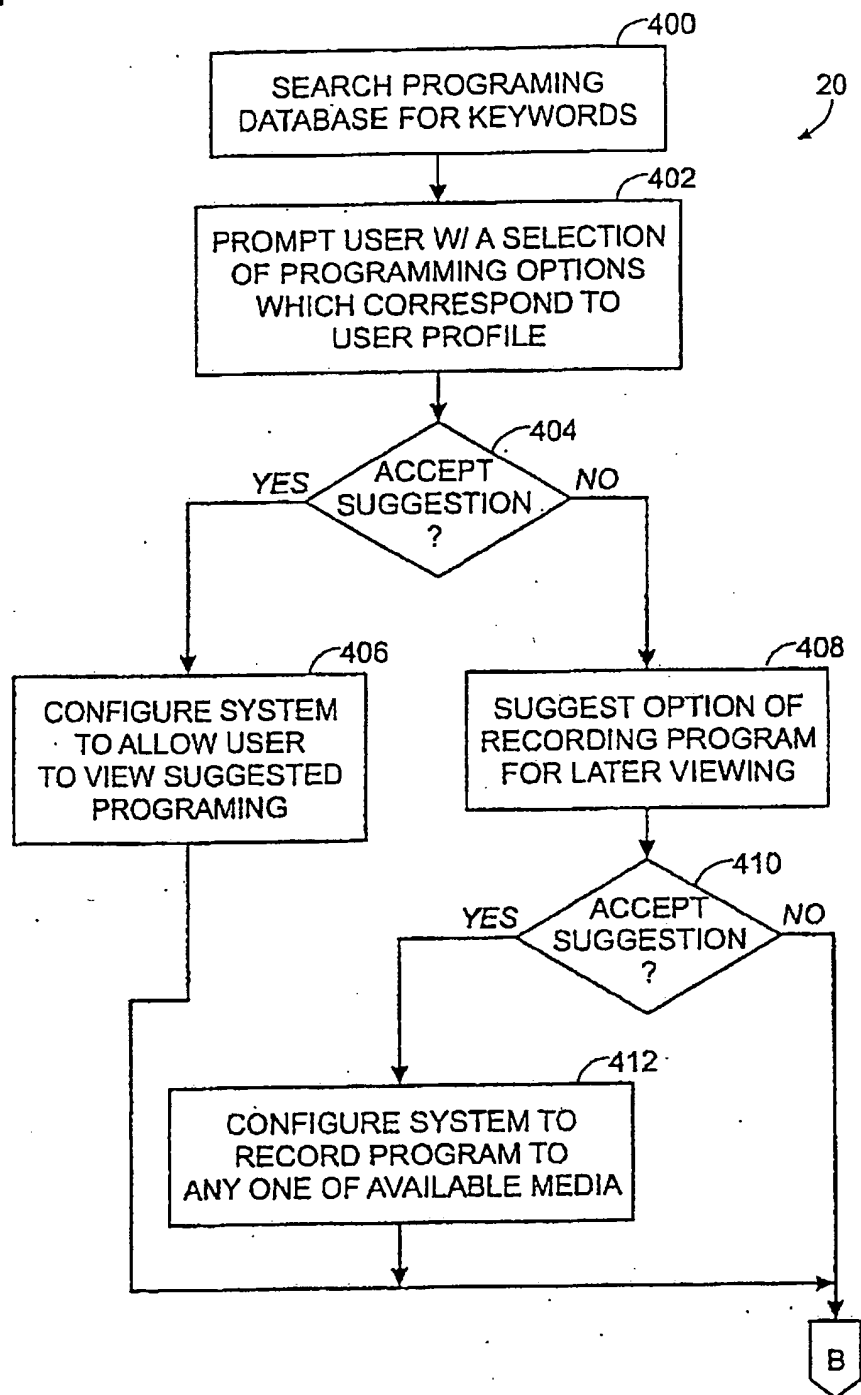 400
SEARCH PROGRAMING
DATABASE FOR KEYWORDS
20
402
PROMPT USER W/ A SELECTION
OF PROGRAMMING OPTIONS
WHICH CORRESPOND TO
USER PROFILE
404
YES
ACCEPT
SUGGESTION
?
NO
406
CONFIGURE SYSTEM
TO ALLOW USER
TO VIEW SUGGESTED
PROGRAMING
408
SUGGEST OPTION OF
RECORDING PROGRAM
FOR LATER VIEWING
410
YES
ACCEPT
SUGGESTION
?
NO
412
CONFIGURE SYSTEM TO
RECORD PROGRAM TO
ANY ONE OF AVAILABLE MEDIA
B